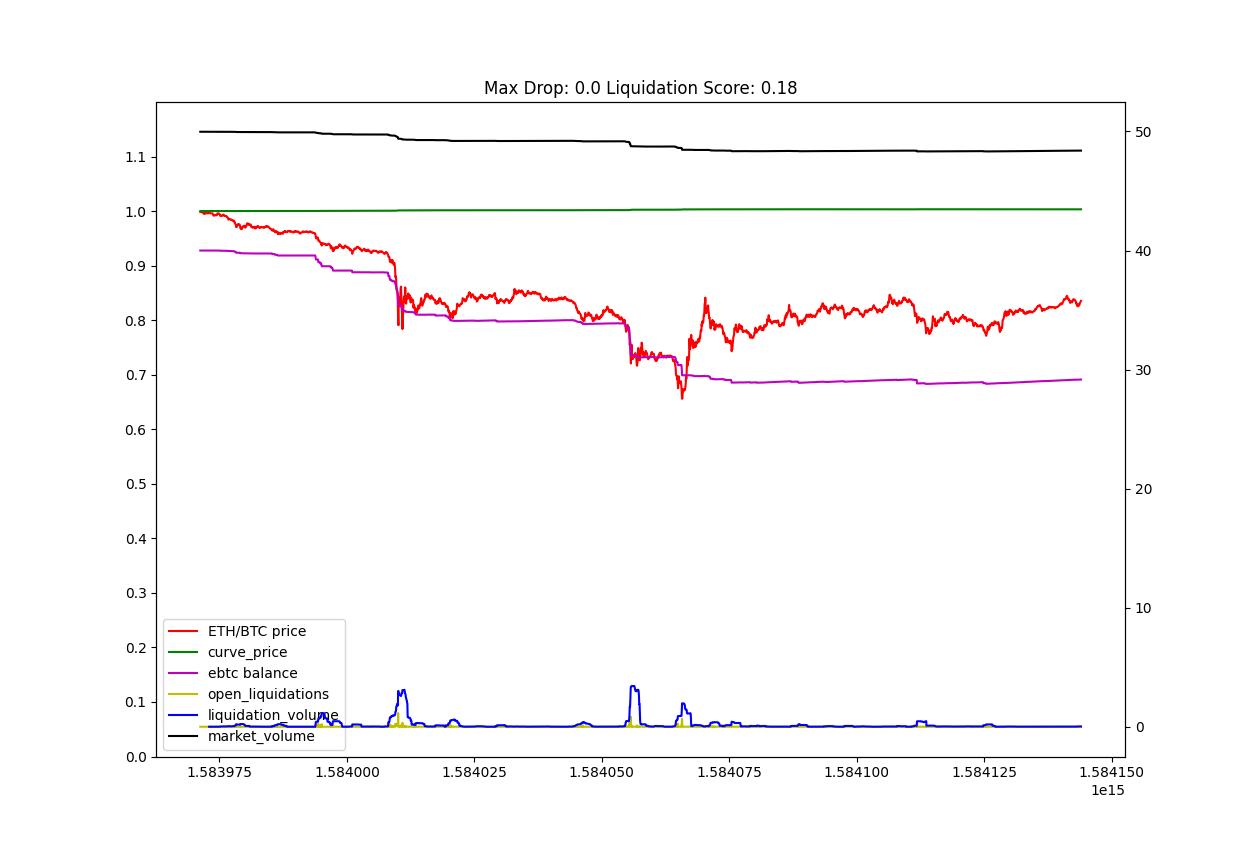 Max Drop: 0.0 Liquidation Score: 0.18
1.1
1.0
0.9
0.8
0.7
0.6
0.5
0.4
0.3
0.2
0.1
0.0
50
40
30
20
10
0
ETH/BTC price
curve_price
ebtc balance
open_liquidations
liquidation_volume
market_volume
1.583975 1.584000 1.584025 1.584050 1.584075 1.584100 1.584125 1.584150
1e15